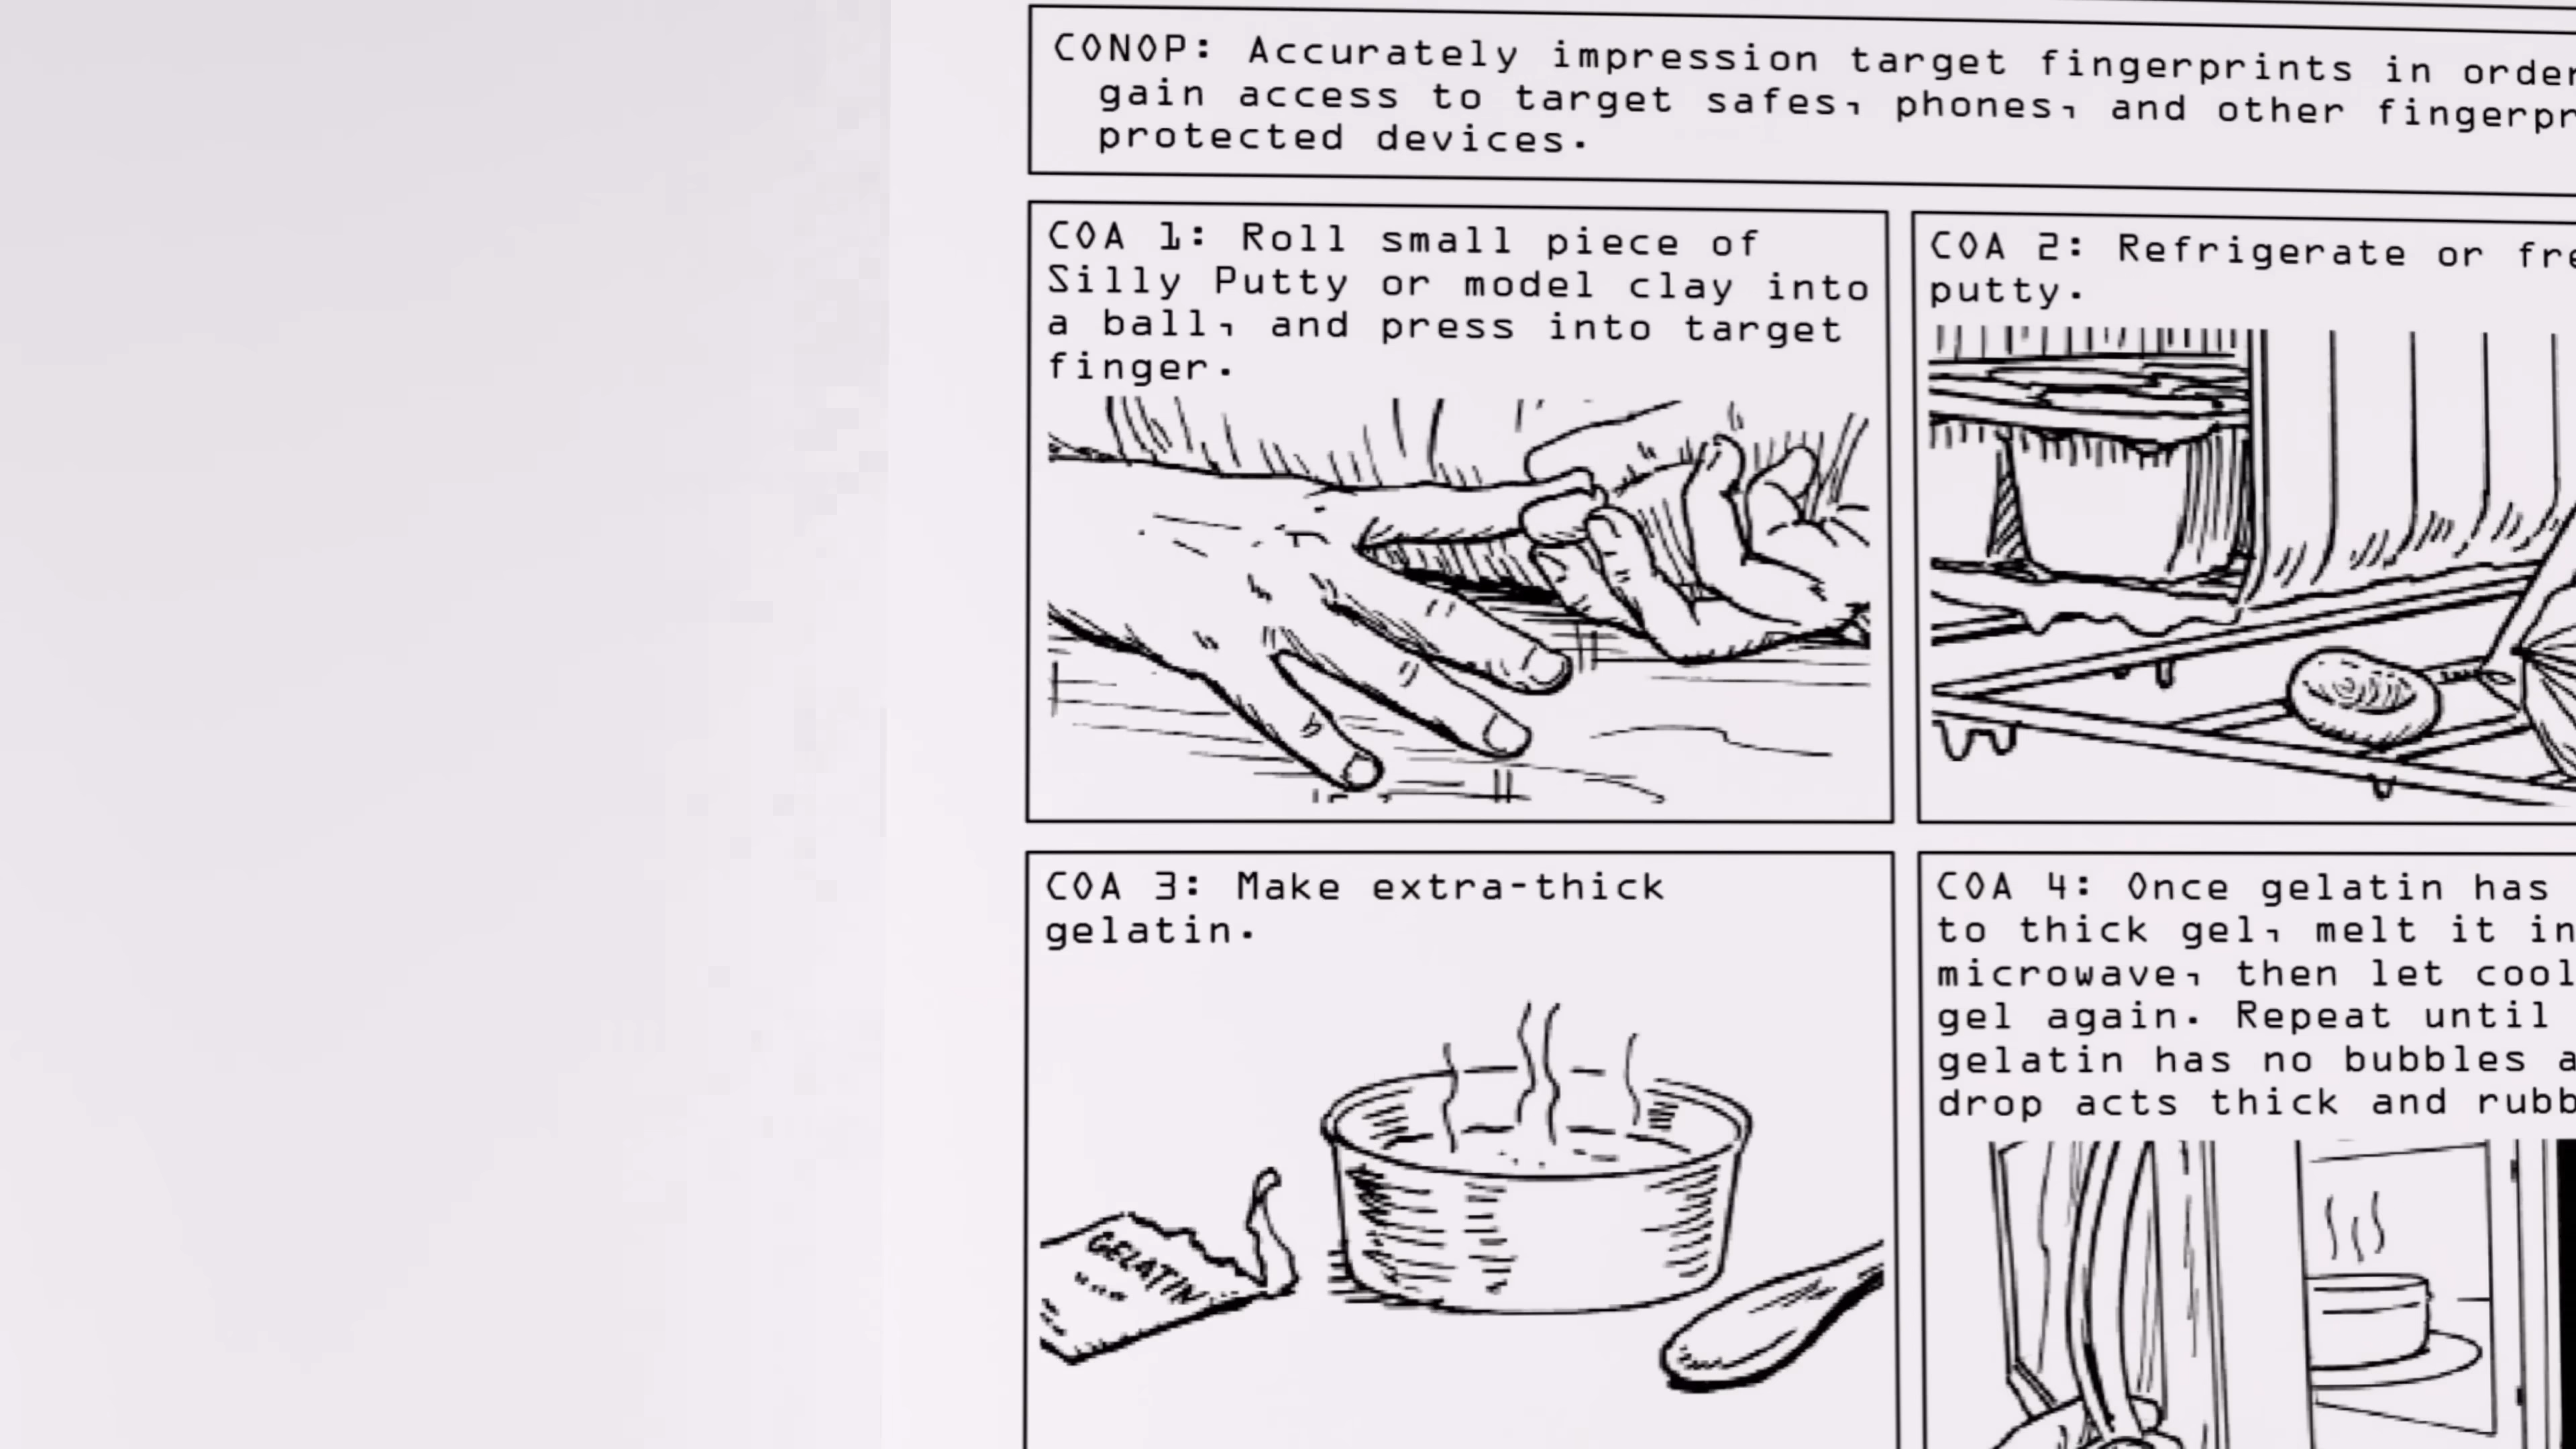 CONOP: Accurately impression target fingerprints in order
gain access to target safes, phones, and other
protected devices.
COA 1: Roll small piece of
Silly Putty or model clay into
a ball, and press into target
finger.
COA 2: Refrigerate or
putty.
COA 3: Make extra-thick
gelatin.
GELATIN
COA 4: Once gelatin has
to thick gel, melt it in
microwave, then let cool
gel again. Repeat until
gelatin has no bubbles
drop acts thick and